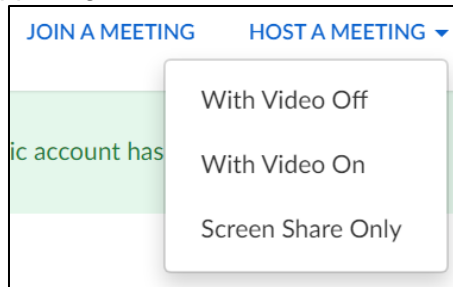 JOIN A MEETING HOST A MEETING
With Video Off
ic account has
With Video On
Screen Share Only